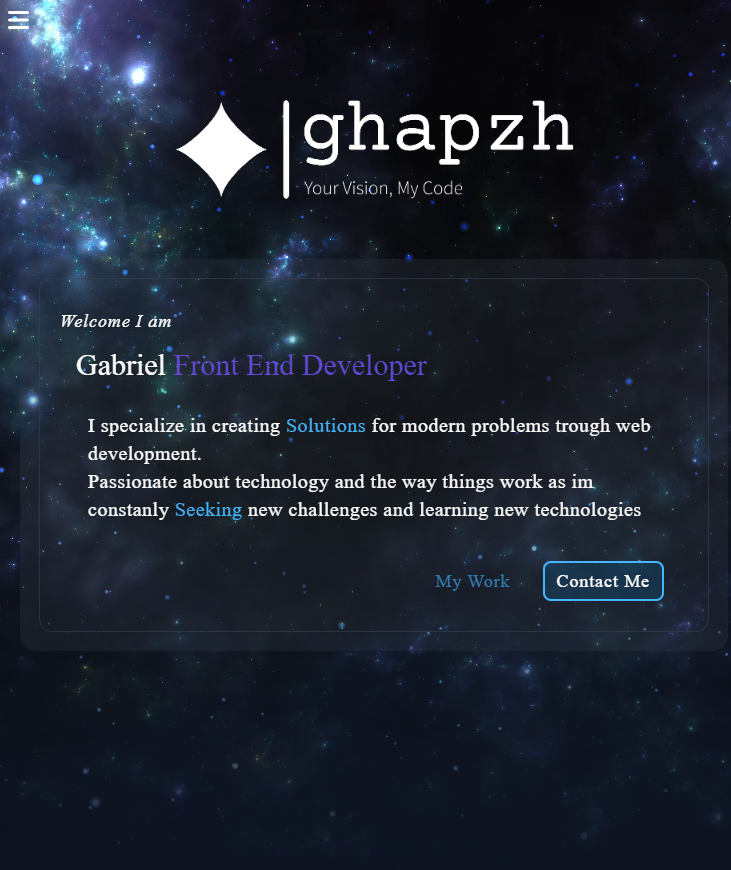 ghapzh
Your Vision, My Code
Welcome I am
Gabriel Front End Developer
I specialize in creating Solutions for modern problems trough web
development.
Passionate about technology and the way things work as im
constanly Seeking new challenges and learning new technologies
My Work Contact Me